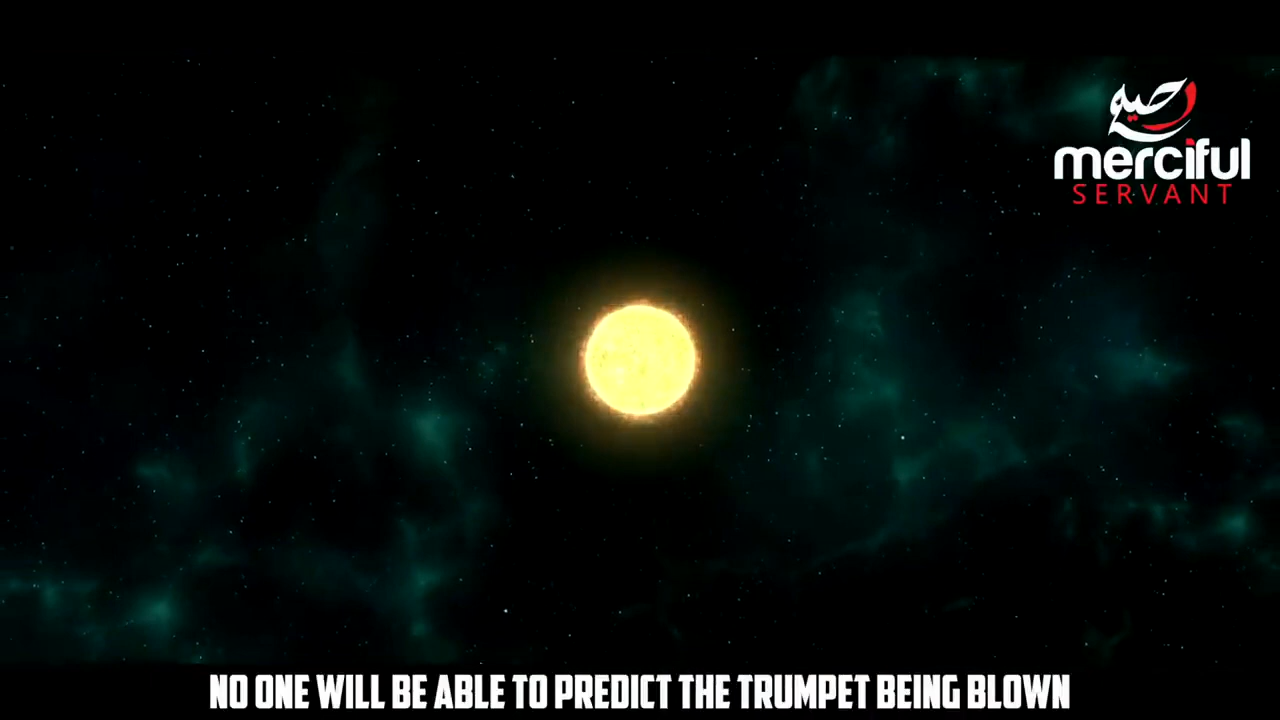 merciful
SERVANT
NO ONE WILL BE ABLE TO PREDICT THE TRUMPET BEING BLOWN